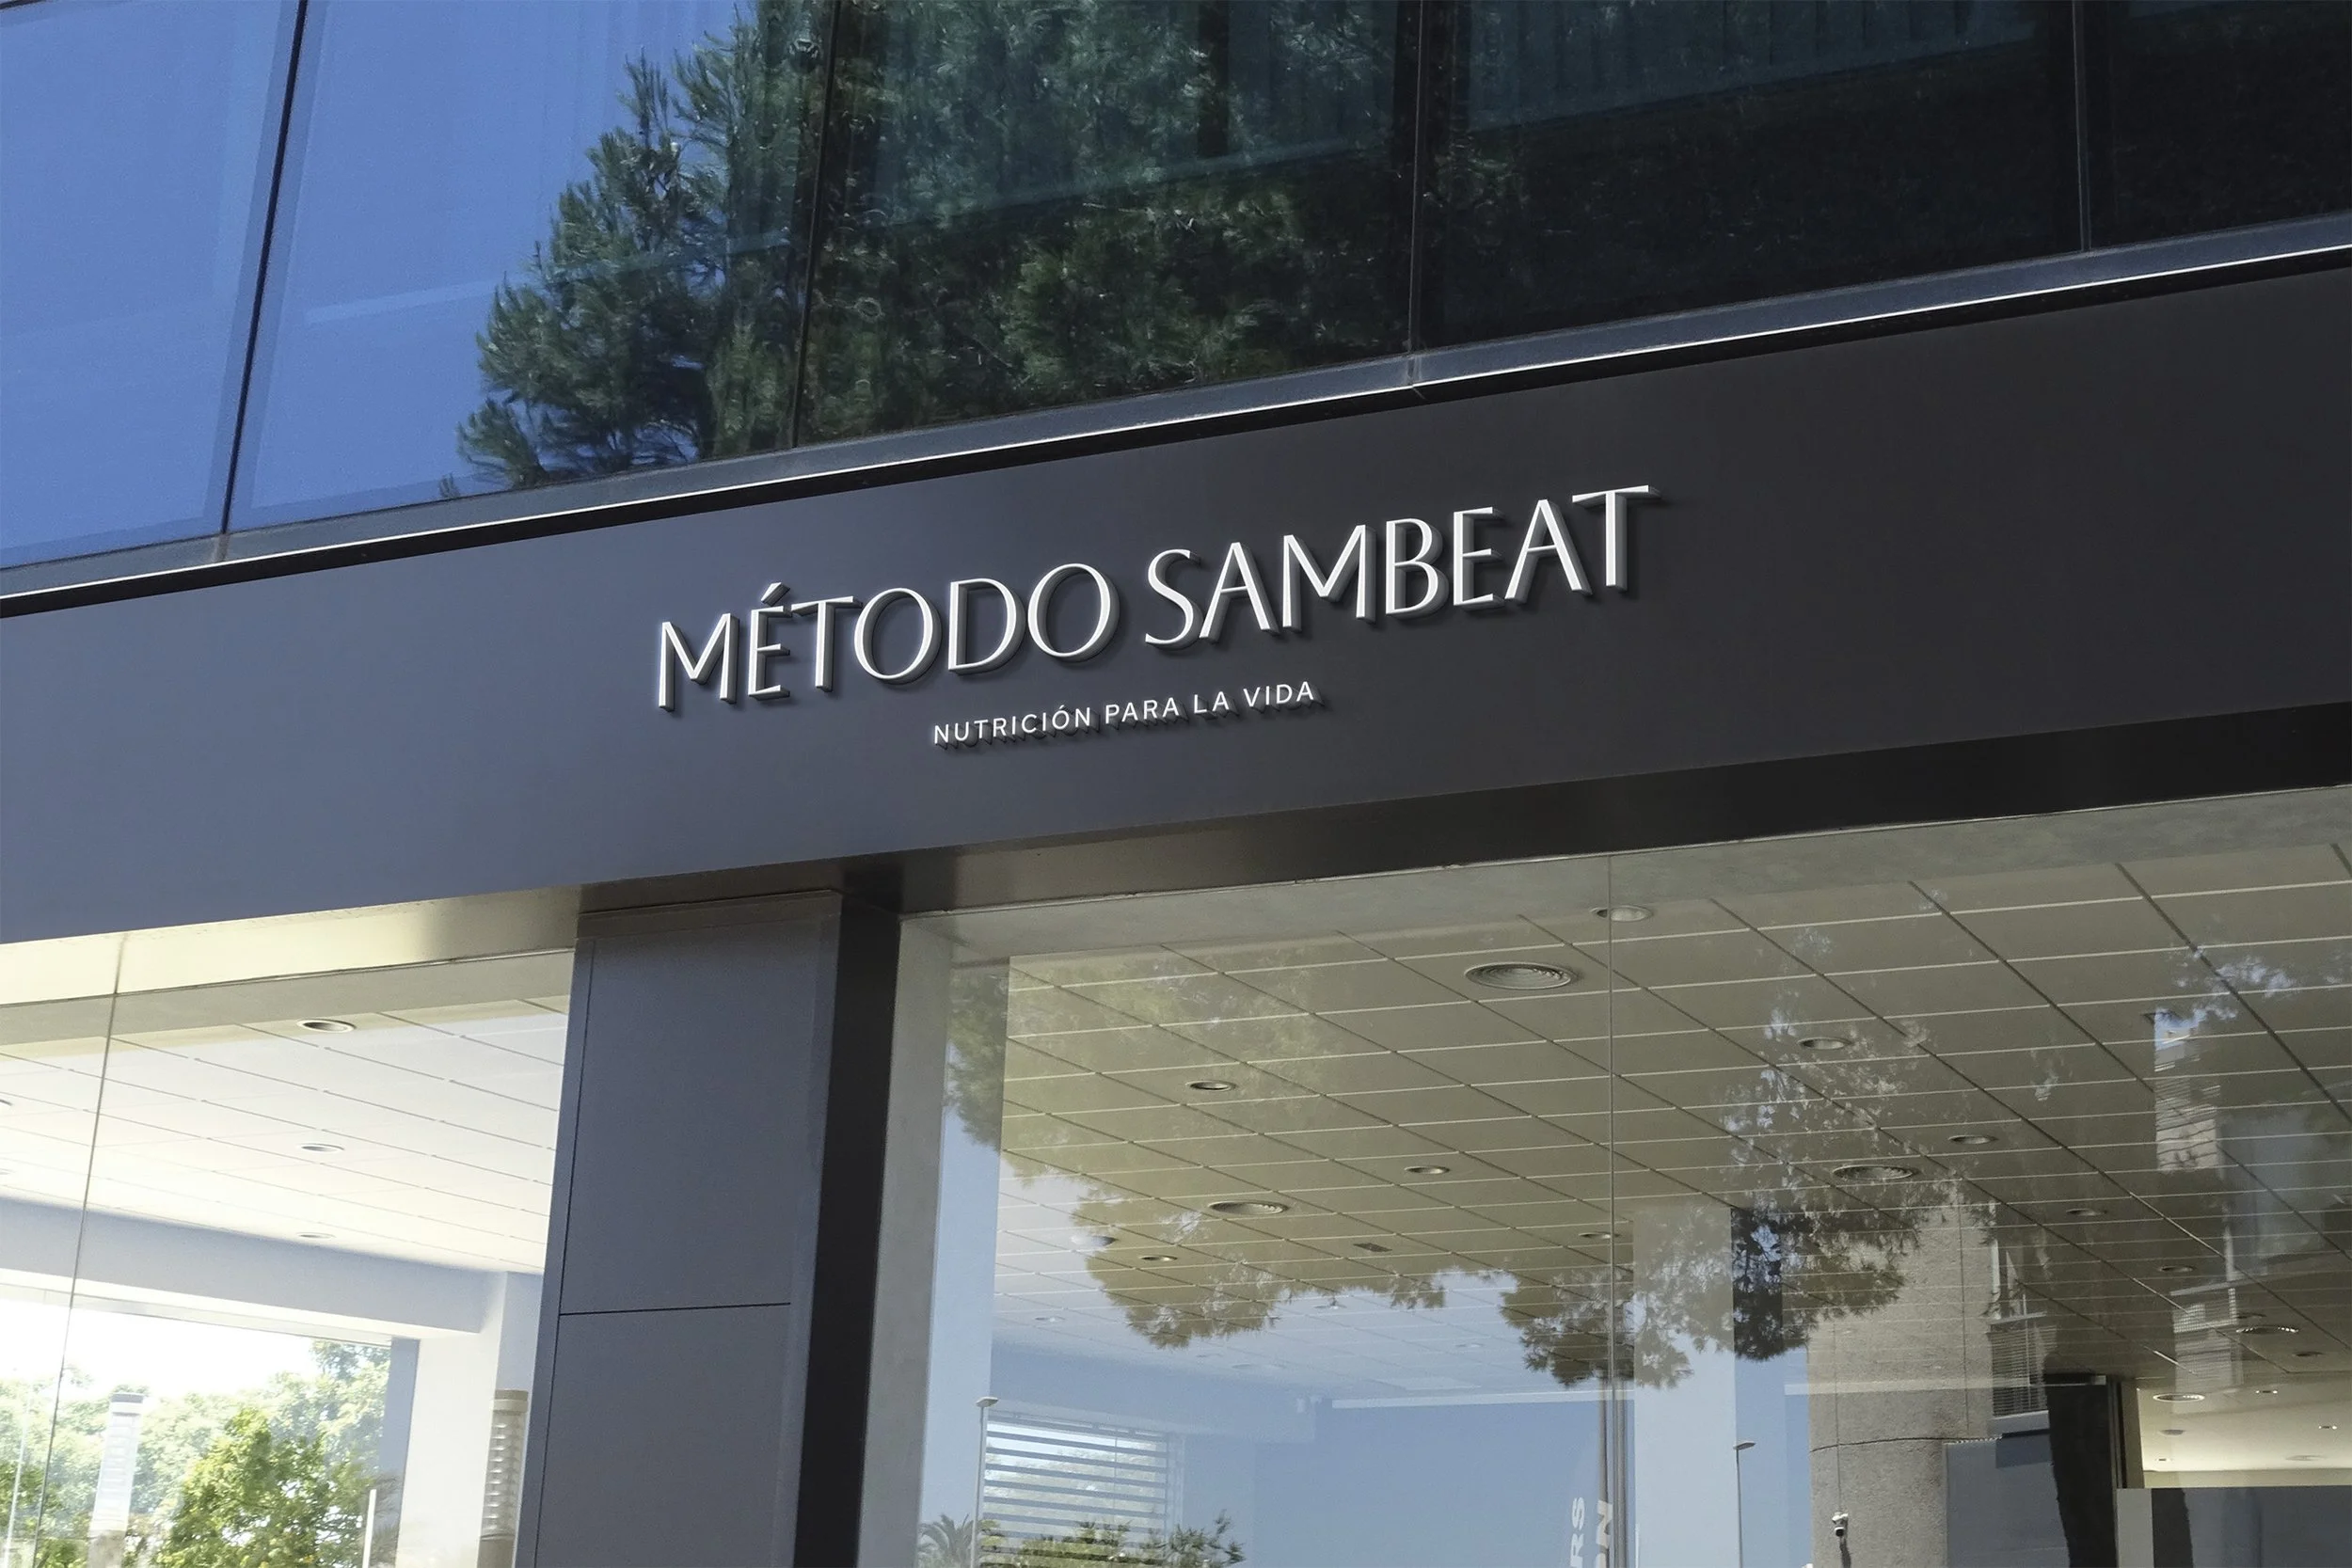 MÉTODO SAMBEAT
NUTRICIÓN PARA LA VIDA